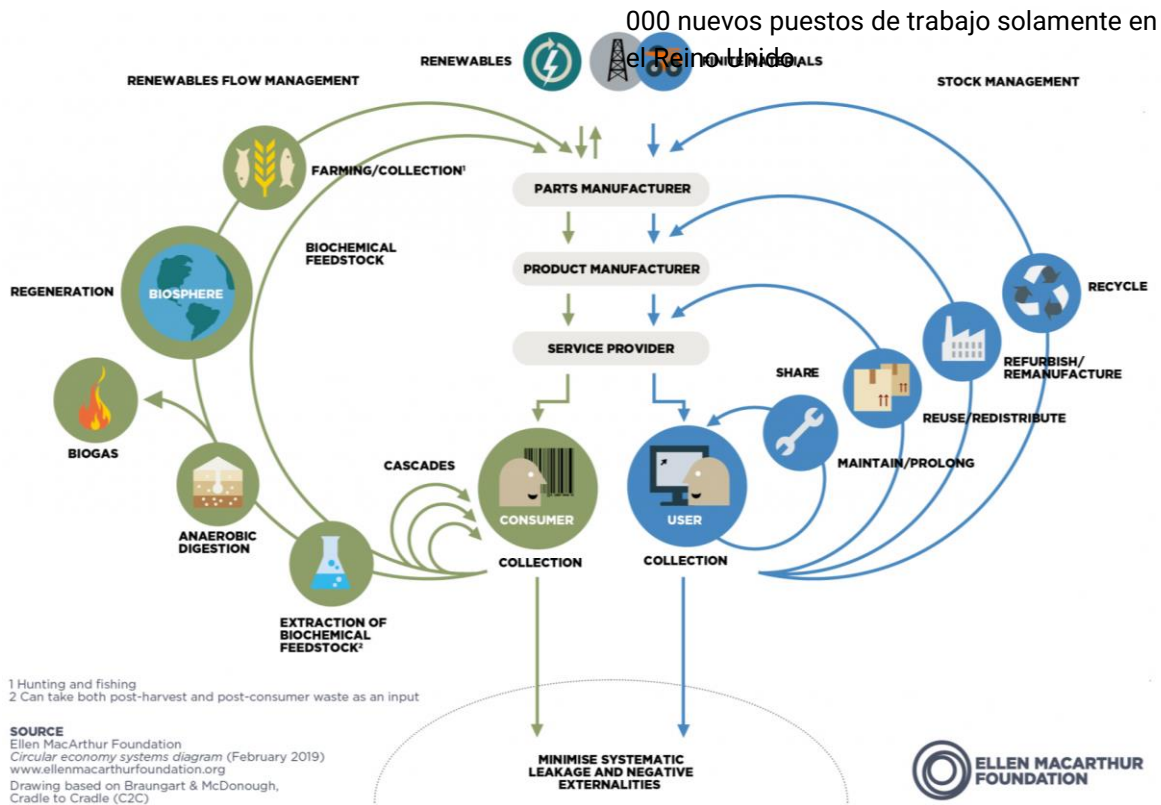 000 nuevos puestos de trabajo solamente en
el Reino Unido.
RENEWABLES
FINITE MATERIALS
RENEWABLES FLOW MANAGEMENT
STOCK MANAGEMENT
FARMING/COLLECTION¹
PARTS MANUFACTURER
BIOCHEMICAL
FEEDSTOCK
PRODUCT MANUFACTURER
REGENERATION
BIOSPHERE
RECYCLE
SERVICE PROVIDER
SHARE
REFURBISH/
REMANUFACTURE
REUSE/REDISTRIBUTE
BIOGAS
CASCADES
MAINTAIN/PROLONG
CONSUMER
USER
ANAEROBIC
DIGESTION
COLLECTION
COLLECTION
EXTRACTION OF
BIOCHEMICAL
FEEDSTOCK²
1 Hunting and fishing
2 Can take both post-harvest and post-consumer waste as an input
SOURCE
Ellen MacArthur Foundation
Circular economy systems diagram (February 2019)
www.ellenmacarthurfoundation.org
Drawing based on Braungart & McDonough,
Cradle to Cradle (C2C)
MINIMISE SYSTEMATIC
LEAKAGE AND NEGATIVE
EXTERNALITIES
ELLEN MACARTHUR
FOUNDATION